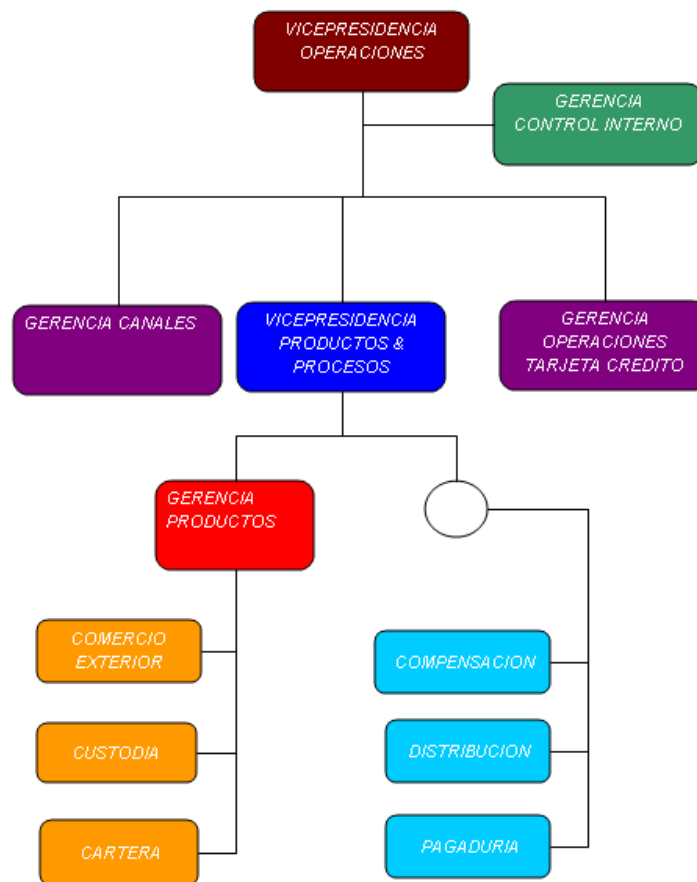 VICEPRESIDENCIA
OPERACIONES
GERENCIA
CONTROL INTERNO
GERENCIA CANALES
VICEPRESIDENCIA
PRODUCTOS &
PROCESOS
GERENCIA
OPERACIONES
TARJETA CREDITO
GERENCIA
PRODUCTOS
COMERCIO
EXTERIOR
CUSTODIA
CARTERA
COMPENSACION
DISTRIBUCION
PAGADURIA